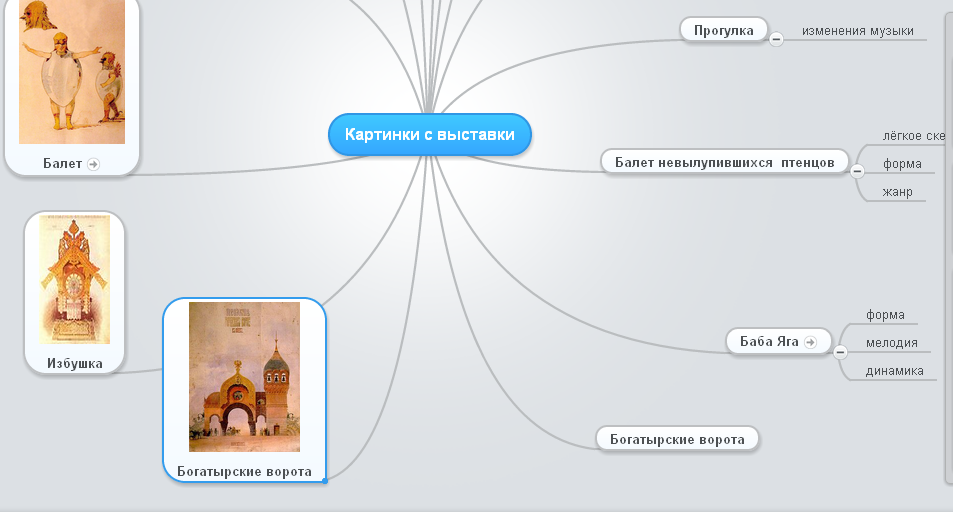 Картинки с выставки
Балет
Избушка
Богатырские ворота
Прогулка
изменения музыки
Балет невылупившихся птенцов
лёгкое ске
форма
жанр
Баба Яга
форма
мелодия
динамика
Богатырские ворота